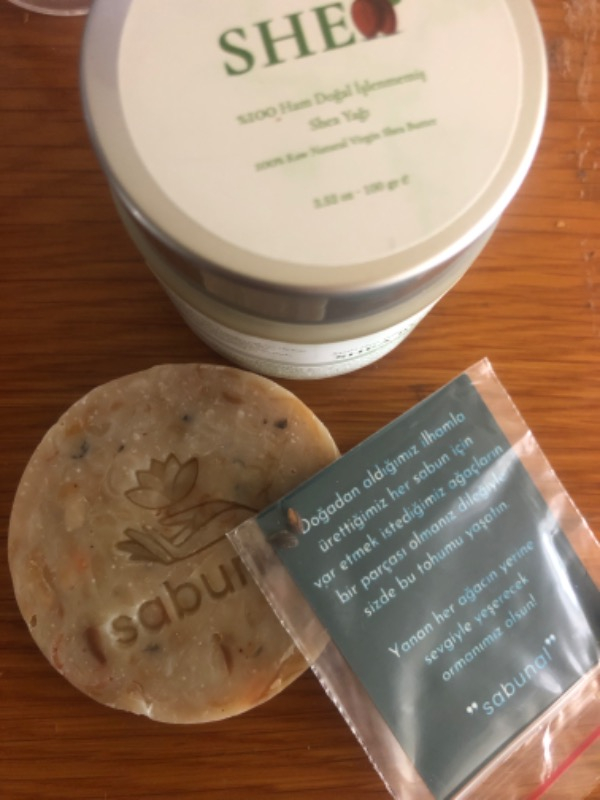 SHEA
%100 Ham Doğal İşlenmemiş
Shea Yağı
100% Raw Natural Virgin Shea Butter
3.52 oz - 100 gr e
sabun
Doğadan aldığımız ilhamla
ürettiğimiz her sabun için
var etmek istediğimiz ağaçların
bir parçası olmanız dileğiyle
sizde bu tohumu yaşatın.
Yanan her ağacın yerine
sevgiyle yeşerecek
ormanımız olsun!
"sabunal"